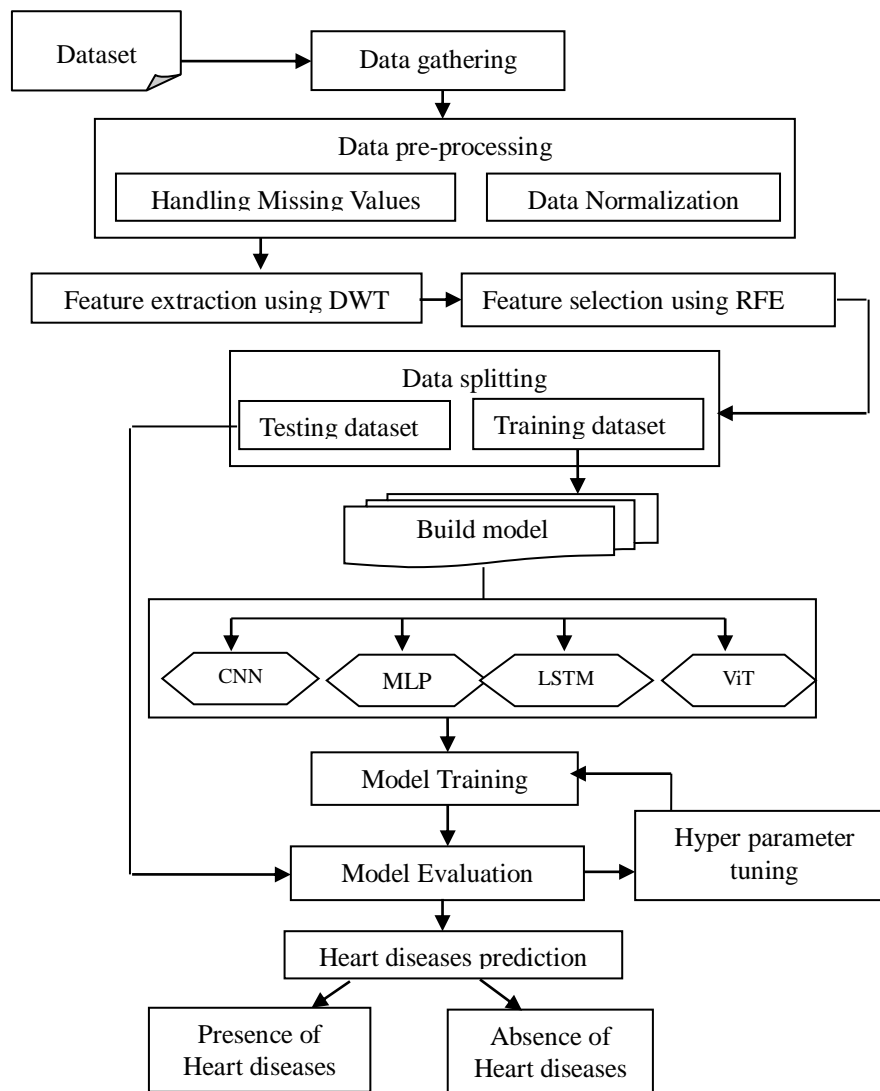 Dataset
Data gathering
Data pre-processing
Handling Missing Values
Data Normalization
Feature extraction using DWT
Feature selection using RFE
Data splitting
Testing dataset
Training dataset
Build model
CNN
MLP
LSTM
ViT
Model Training
Hyper parameter
tuning
Model Evaluation
Heart diseases prediction
Presence of
Heart diseases
Absence of
Heart diseases